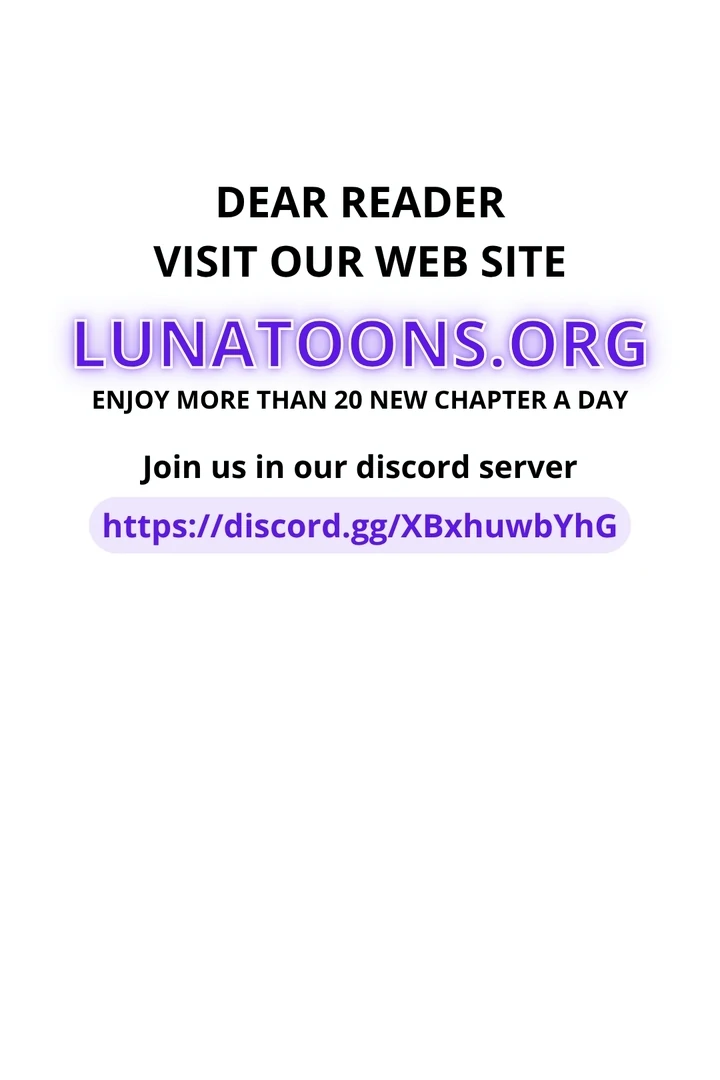 DEAR READER
VISIT OUR WEB SITE
LUNATOONS.ORG
ENJOY MORE THAN 20 NEW CHAPTER A DAY
Join us in our discord server
https://discord.gg/XBxhuwbYhG